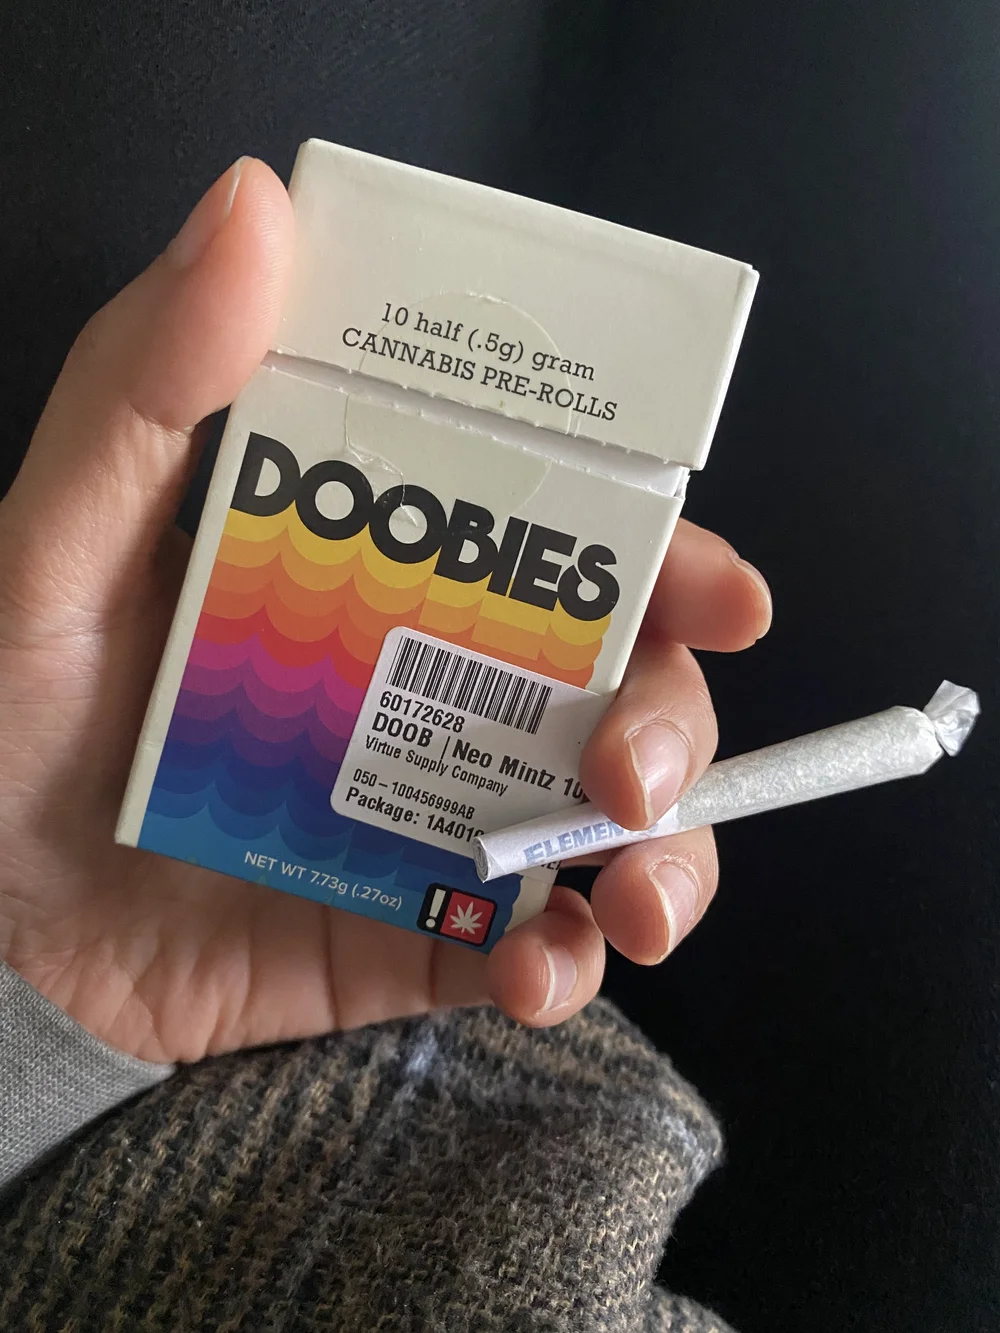 10 half (.5g) gram
CANNABIS PRE-ROLLS
DOOBIES
60172628
DOOB | Neo Mintz
Virtue Supply Company
050-100456999AB
Package:
NET WT 7.73g (.27oz)
!